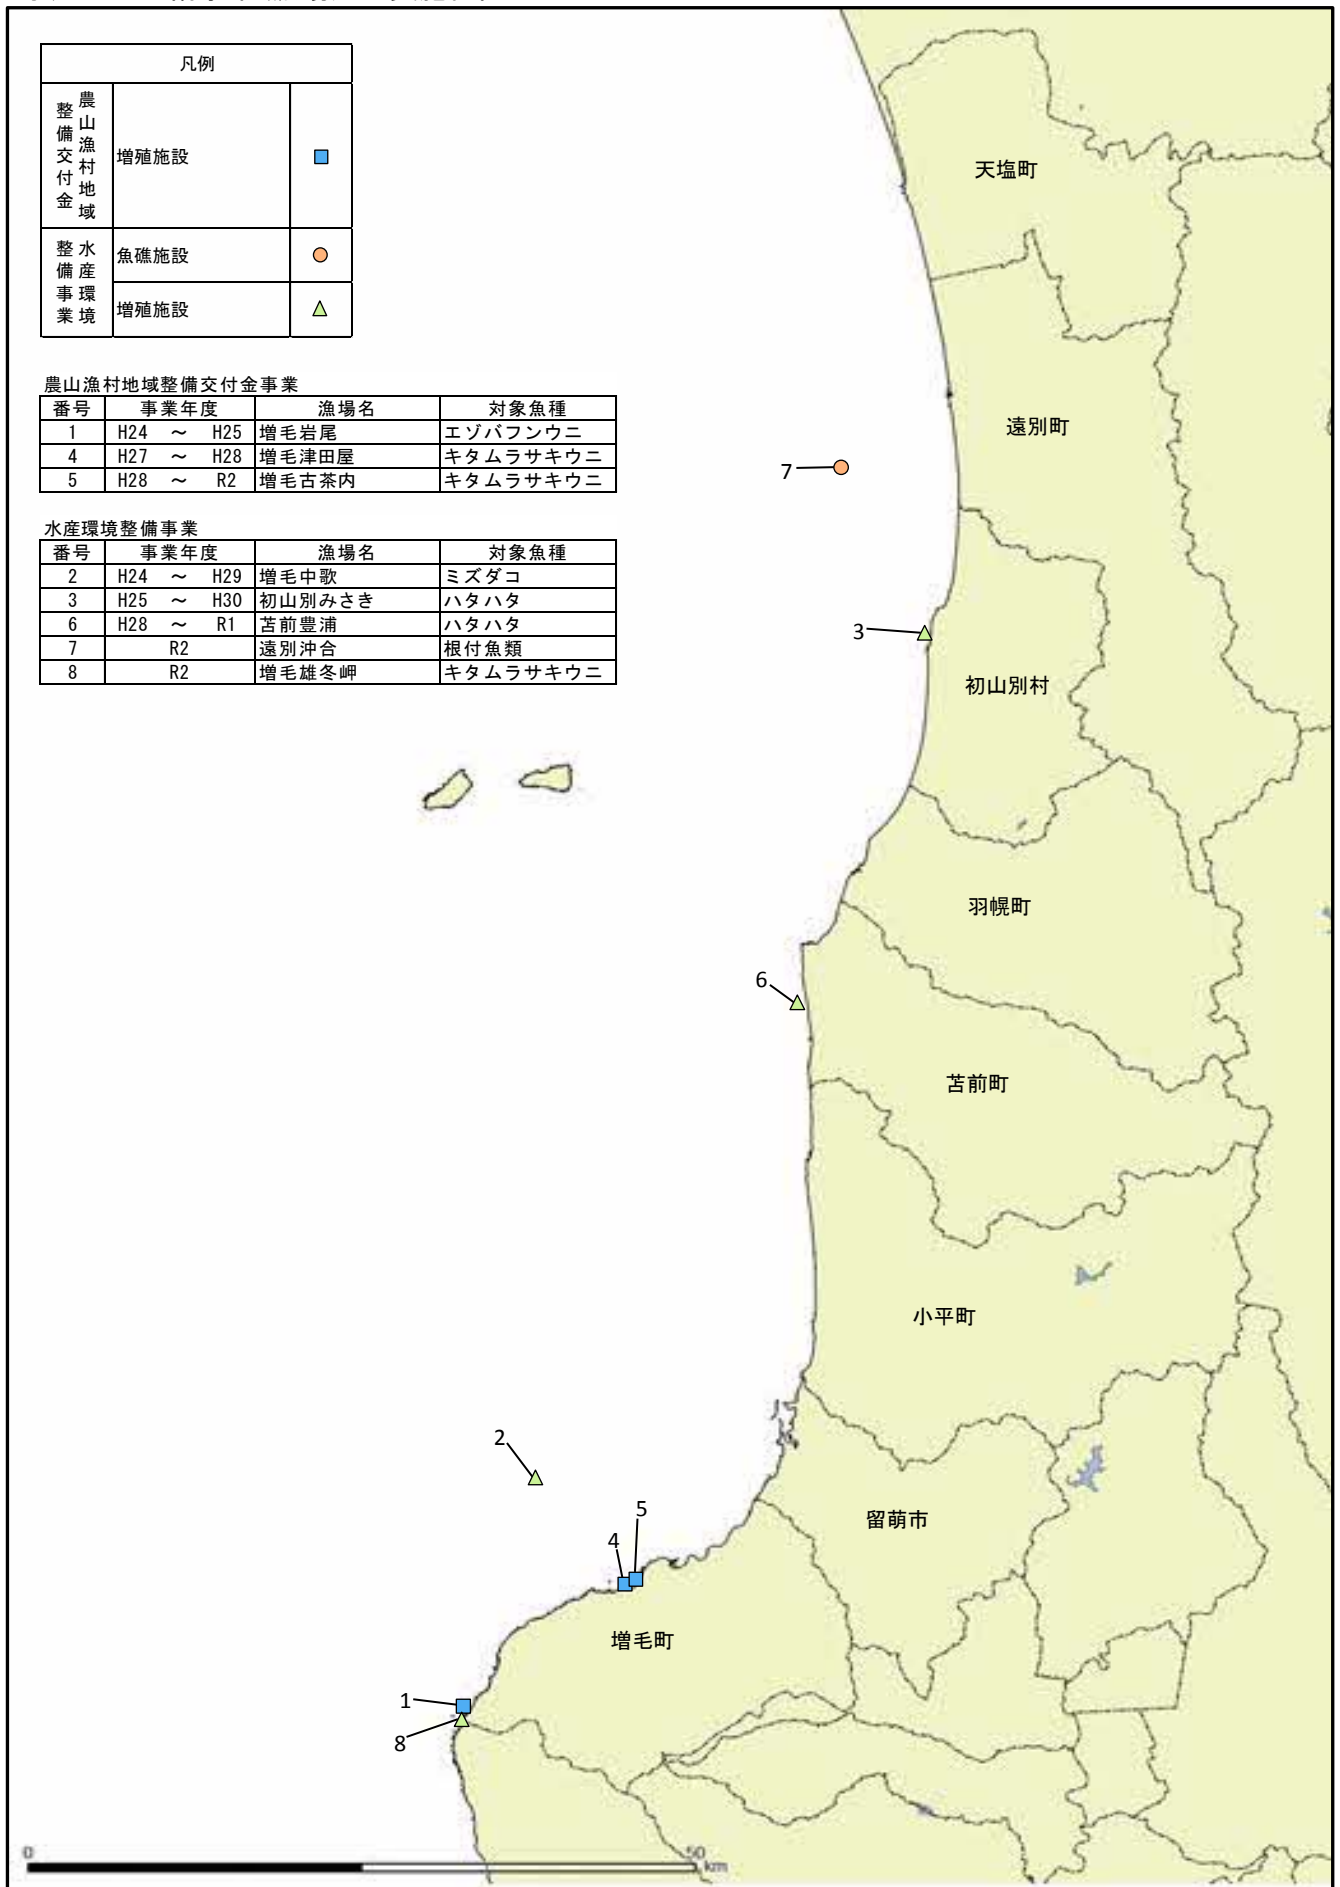 凡例
農山漁村地域
整備交付金
増殖施設
水産環境
整備事業
魚礁施設
増殖施設
農山漁村地域整備交付金事業
番号 事業年度 漁場名 対象魚種
1 H24 ～ H25 増毛岩尾 エゾバフンウニ
4 H27 ～ H28 増毛津田屋 キタムラサキウニ
5 H28 ～ R2 増毛古茶内 キタムラサキウニ
水産環境整備事業
番号 事業年度 漁場名 対象魚種
2 H24 ～ H29 増毛中歌 ミズダコ
3 H25 ～ H30 初山別みさき ハタハタ
6 H28 ～ R1 苫前豊浦 ハタハタ
7 R2 遠別沖合 根付魚類
8 R2 増毛雄冬岬 キタムラサキウニ
天塩町
遠別町
7
3
初山別村
羽幌町
6
苫前町
小平町
2
5
留萌市
4
増毛町
1
8
0
50
km